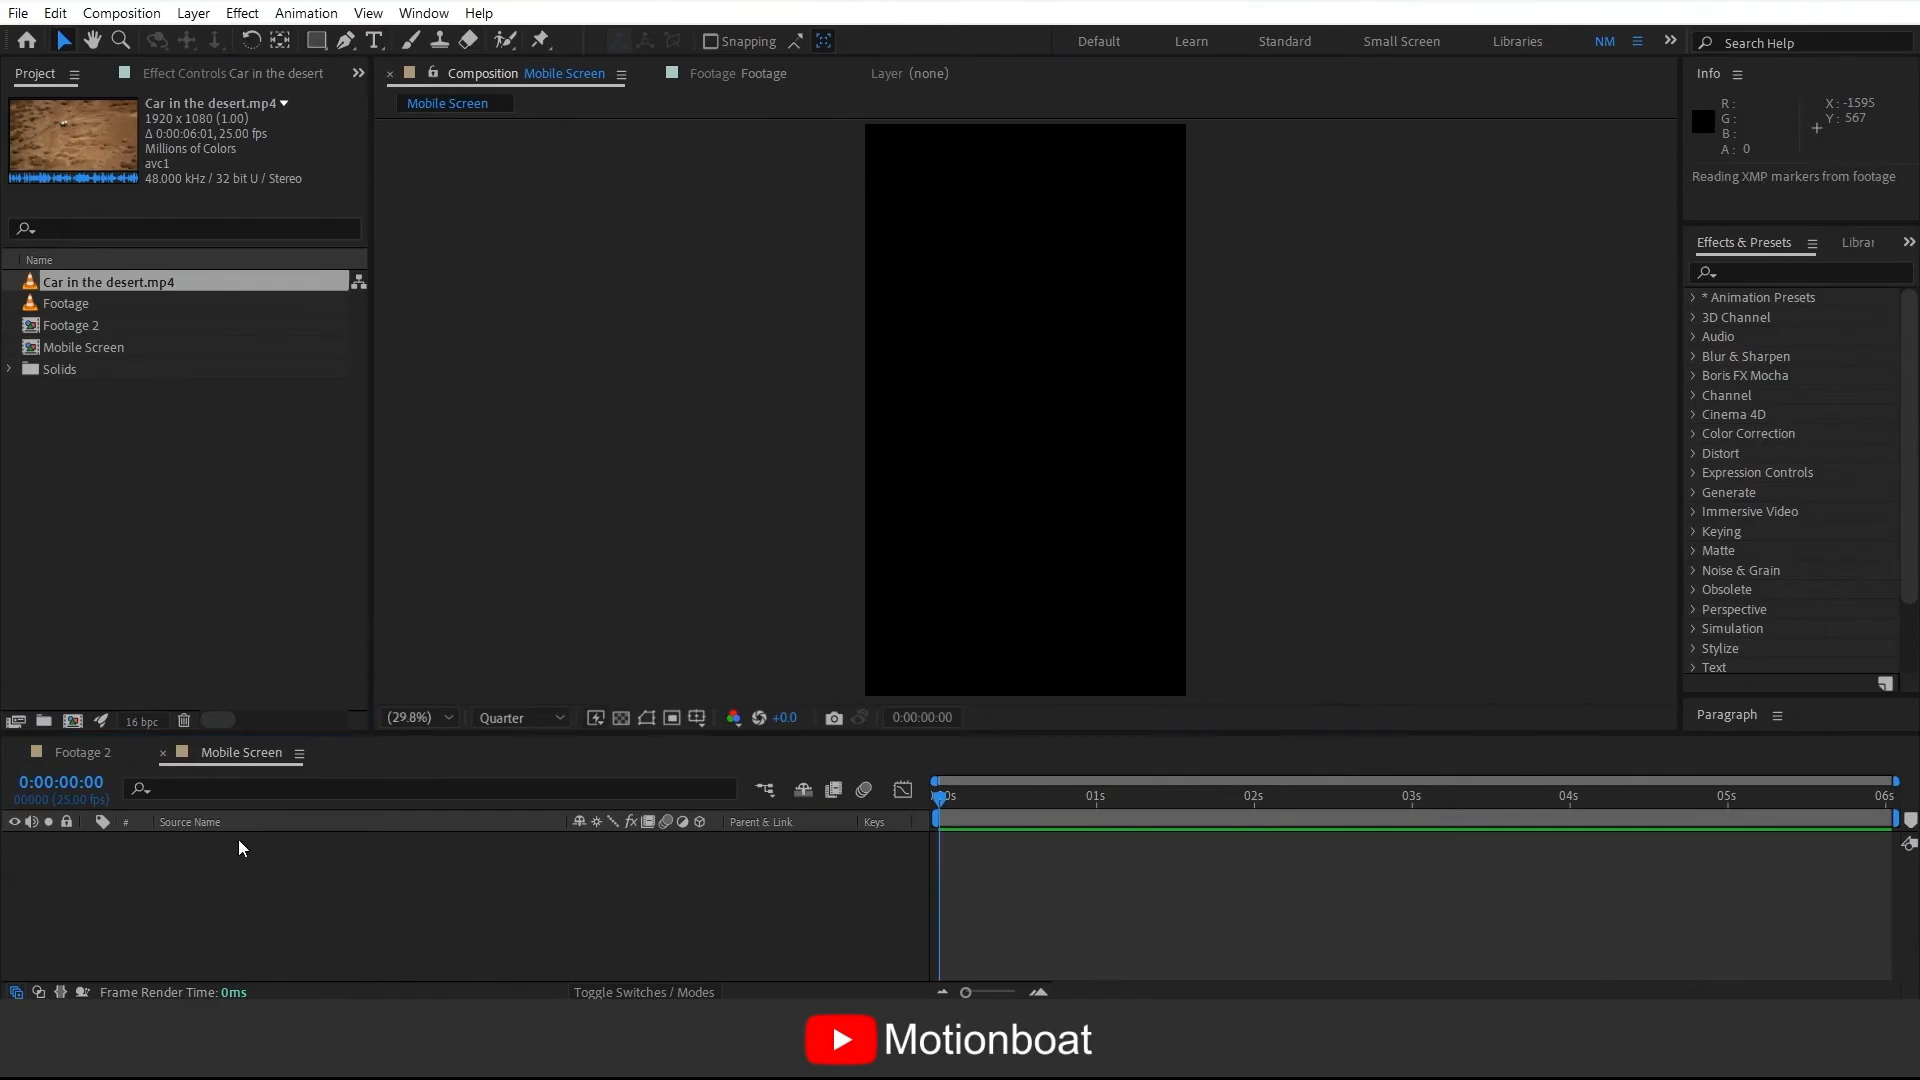 File Edit Composition Layer Effect Animation View Window Help
Snapping Default Learn Standard Small Screen Libraries NM Search Help
Project Effect Controls Car in the desert
Car in the desert.mp4
1920 x 1080 (1.00)
Δ 0:00:06:01, 25.00 fps
Millions of Colors
avc1
48.000 kHz / 32 bit U / Stereo
Name
Car in the desert.mp4
Footage
Footage 2
Mobile Screen
Solids
16 bpc
Composition Mobile Screen Footage Footage Layer (none)
Mobile Screen
(29.8%) Quarter +0.0 0:00:00:00
Info
R :
G :
B :
A : 0
X : -1595
Y : 567
Reading XMP markers from footage
Effects & Presets Librar
* Animation Presets
3D Channel
Audio
Blur & Sharpen
Boris FX Mocha
Channel
Cinema 4D
Color Correction
Distort
Expression Controls
Generate
Immersive Video
Keying
Matte
Noise & Grain
Obsolete
Perspective
Simulation
Stylize
Text
Paragraph
Footage 2 Mobile Screen
0:00:00:00
00000 (25.00 fps)
# Source Name Parent & Link Keys
01s 02s 03s 04s 05s 06s
Frame Render Time: 0ms
Toggle Switches / Modes
Motionboat